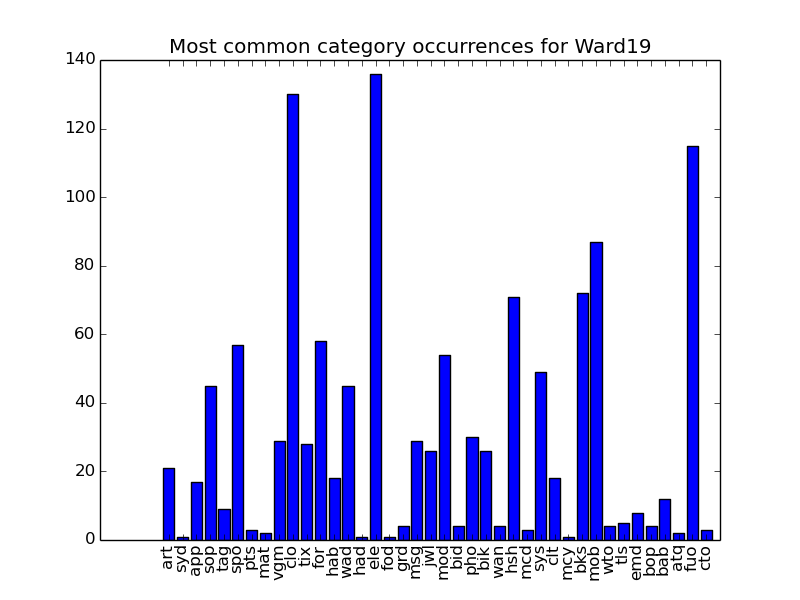 Most common category occurrences for Ward19
140
120
100
80
60
40
20
0
art
syd
app
sop
tag
spo
pts
mat
vgm
clo
tix
for
hab
wad
had
ele
fod
grd
msg
jwl
mod
bid
pho
bik
wan
hsh
mcd
sys
clt
mcy
bks
mob
wto
tls
emd
bop
bab
atq
fuo
cto